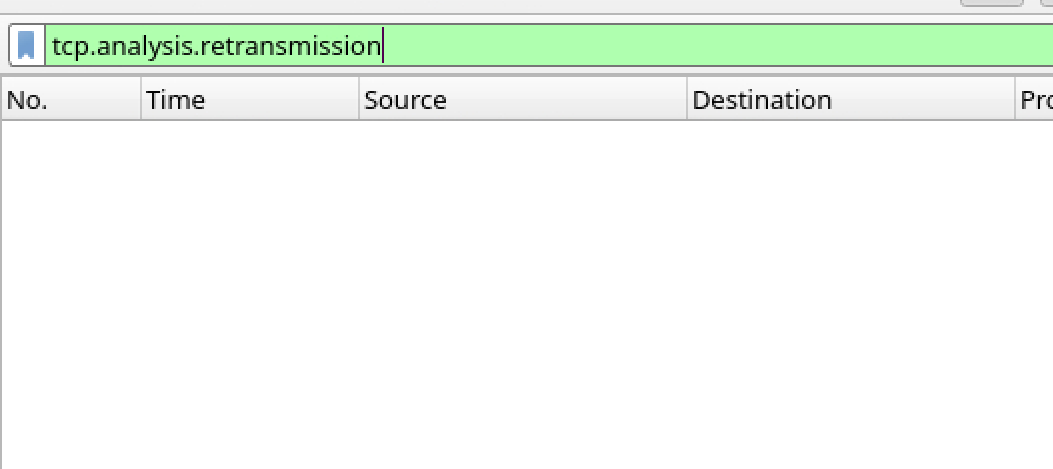 tcp.analysis.retransmission
No. Time Source Destination